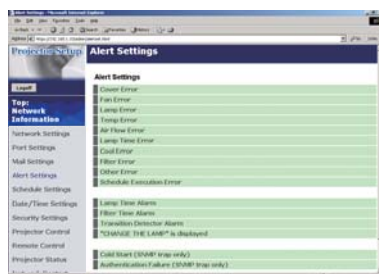 Alert Settings - Microsoft Internet Explorer
Projector Setup
Alert Settings
Logoff
Top:
Network
Information
Network Settings
Port Settings
Mail Settings
Alert Settings
Schedule Settings
Date/Time Settings
Security Settings
Projector Control
Remote Control
Projector Status
Alert Settings
Cover Error
Fan Error
Lamp Error
Temp Error
Air Flow Error
Lamp Time Error
Cool Error
Filter Error
Other Error
Schedule Execution Error
Lamp Time Alarm
Filter Time Alarm
Transition Detector Alarm
"CHANGE THE LAMP" is displayed
Cold Start (SNMP trap only)
Authentication Failure (SNMP trap only)